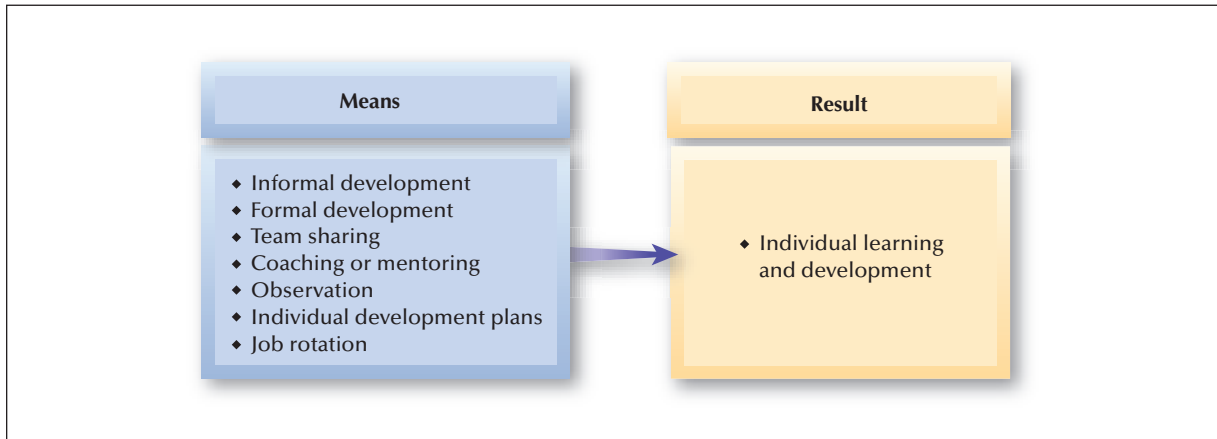 Means
◆ Informal development
◆ Formal development
◆ Team sharing
◆ Coaching or mentoring
◆ Observation
◆ Individual development plans
◆ Job rotation
Result
◆ Individual learning
and development